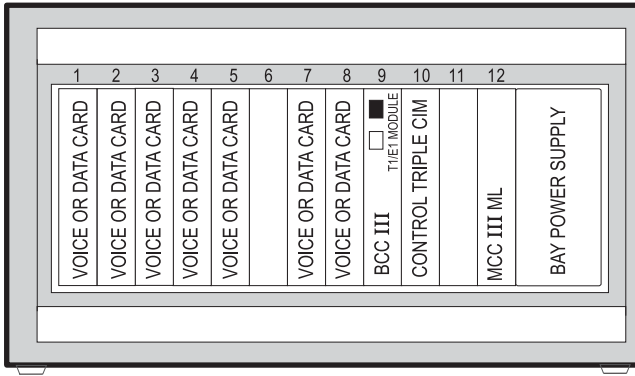 1 2 3 4 5 6 7 8 9 10 11 12
VOICE OR DATA CARD
VOICE OR DATA CARD
VOICE OR DATA CARD
VOICE OR DATA CARD
VOICE OR DATA CARD
VOICE OR DATA CARD
VOICE OR DATA CARD
BCC III
T1/E1 MODULE
CONTROL TRIPLE CIM
MCC III ML
BAY POWER SUPPLY